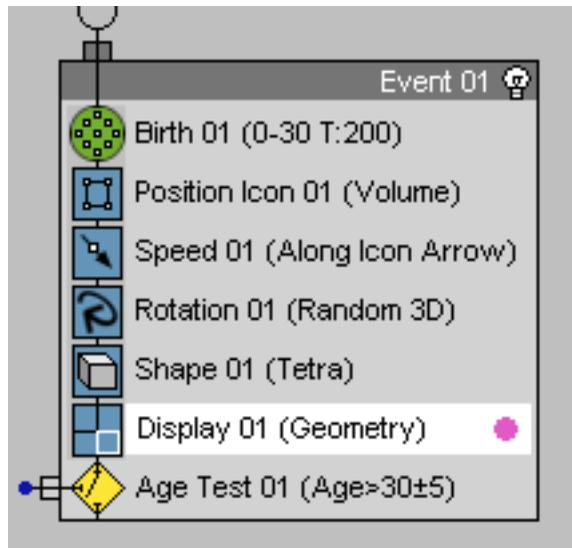 Event 01
Birth 01 (0-30 T:200)
Position Icon 01 (Volume)
Speed 01 (Along Icon Arrow)
Rotation 01 (Random 3D)
Shape 01 (Tetra)
Display 01 (Geometry)
Age Test 01 (Age>30±5)